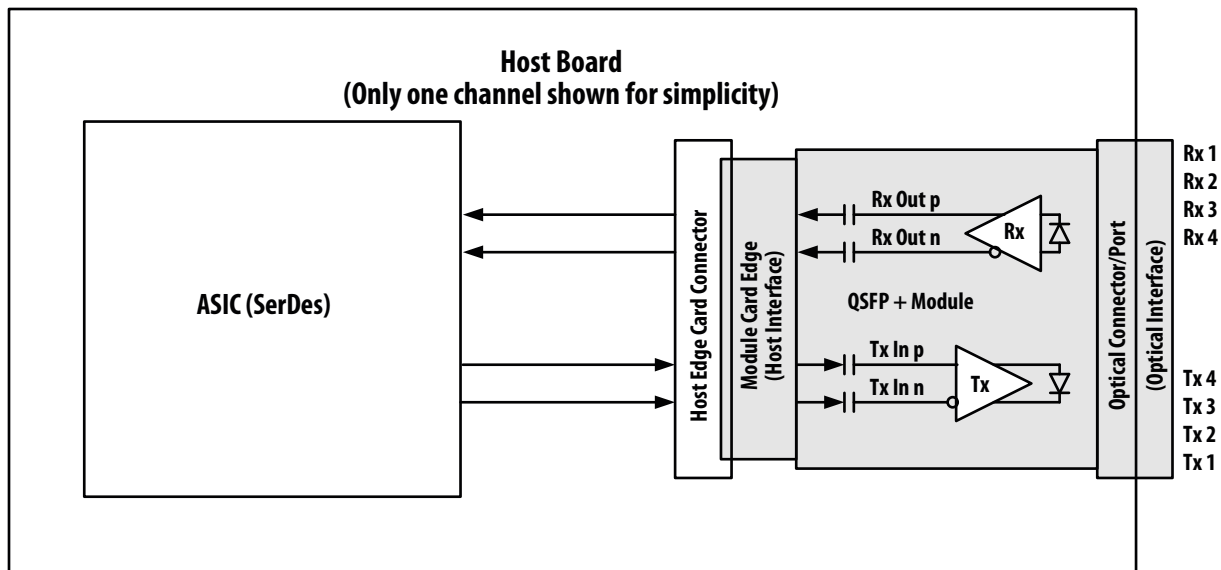 Host Board
(Only one channel shown for simplicity)
ASIC (SerDes)
Host Edge Card Connector
Module Card Edge
(Host Interface)
Rx Out p
Rx Out n
Rx
QSFP + Module
Tx In p
Tx In n
Tx
Optical Connector/Port
(Optical Interface)
Rx 1
Rx 2
Rx 3
Rx 4
Tx 4
Tx 3
Tx 2
Tx 1